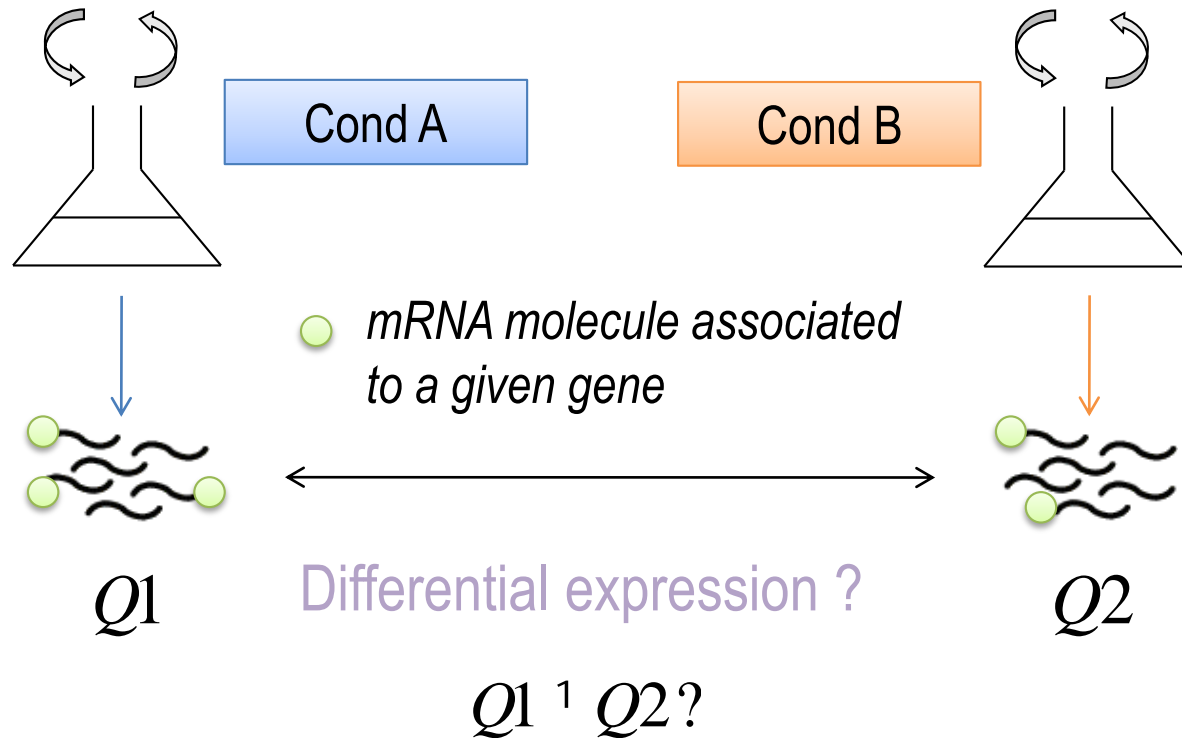 Cond A
Cond B
mRNA molecule associated
to a given gene
Q1
Differential expression ?
Q2
Q1 ¹ Q2?